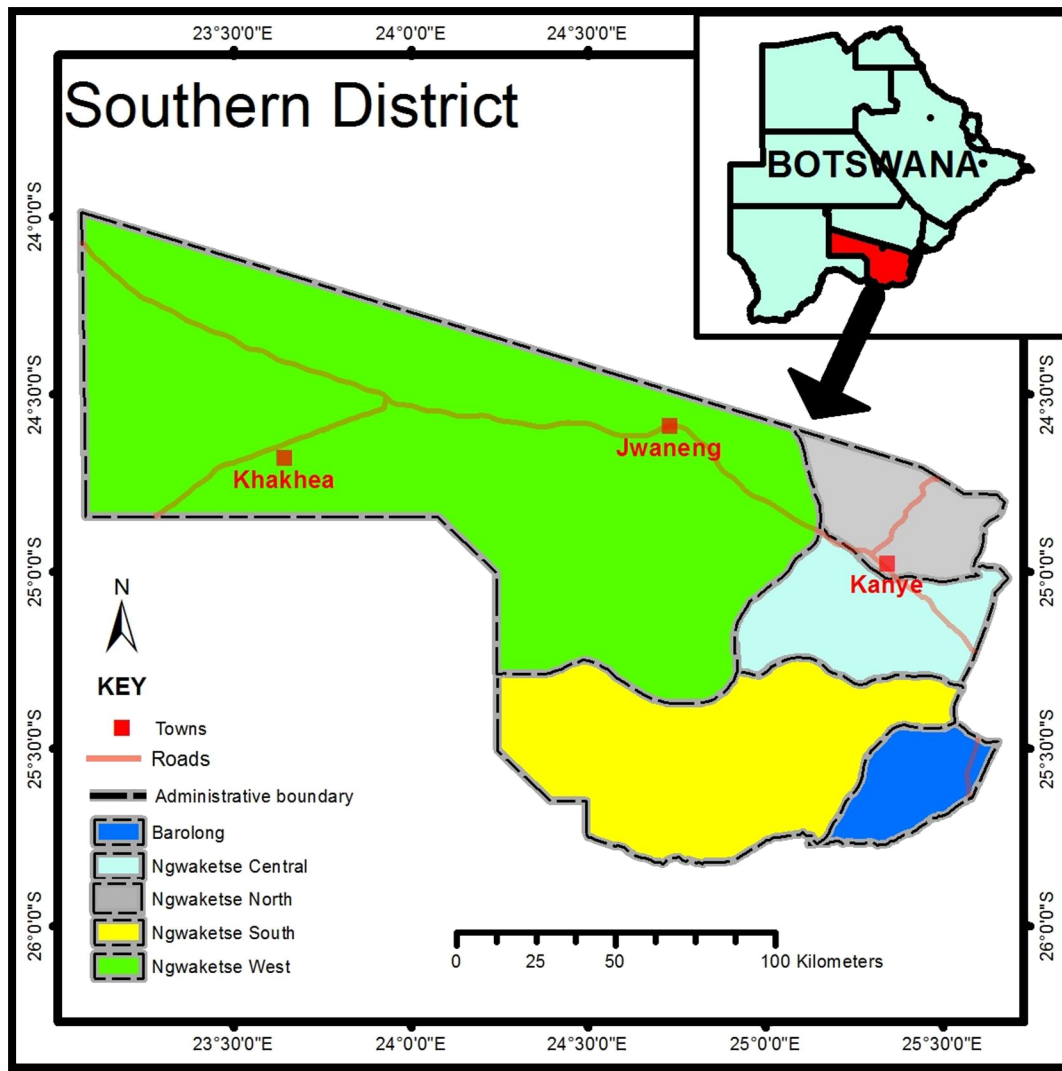 23°30'0"E 24°0'0"E 24°30'0"E
Southern District
BOTSWANA
24°0'0"S
24°30'0"S
24°30'0"S
Jwaneng
Khakhea
25°0'0"S
25°0'0"S
Kanye
N
KEY
Towns
Roads
Administrative boundary
Barolong
Ngwaketse Central
Ngwaketse North
Ngwaketse South
Ngwaketse West
25°30'0"S
25°30'0"S
26°0'0"S
26°0'0"S
0 25 50 100 Kilometers
23°30'0"E 24°0'0"E 24°30'0"E 25°0'0"E 25°30'0"E